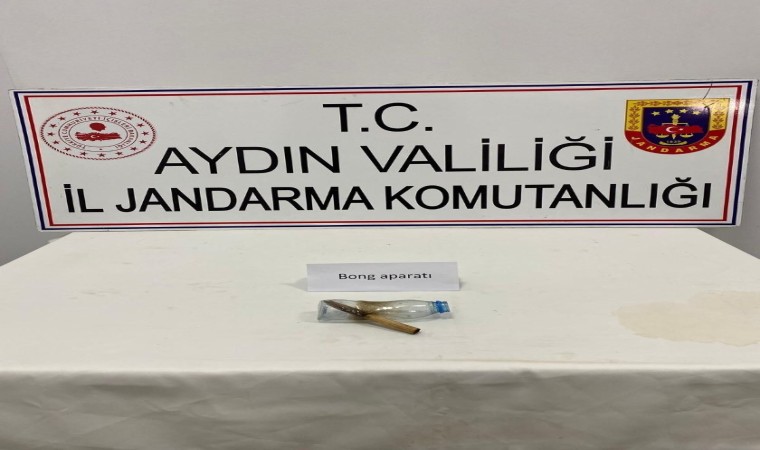 T.C.
AYDIN VALİLİĞİ
İL JANDARMA KOMUTANLIĞI
JANDARMA
Bong aparatı